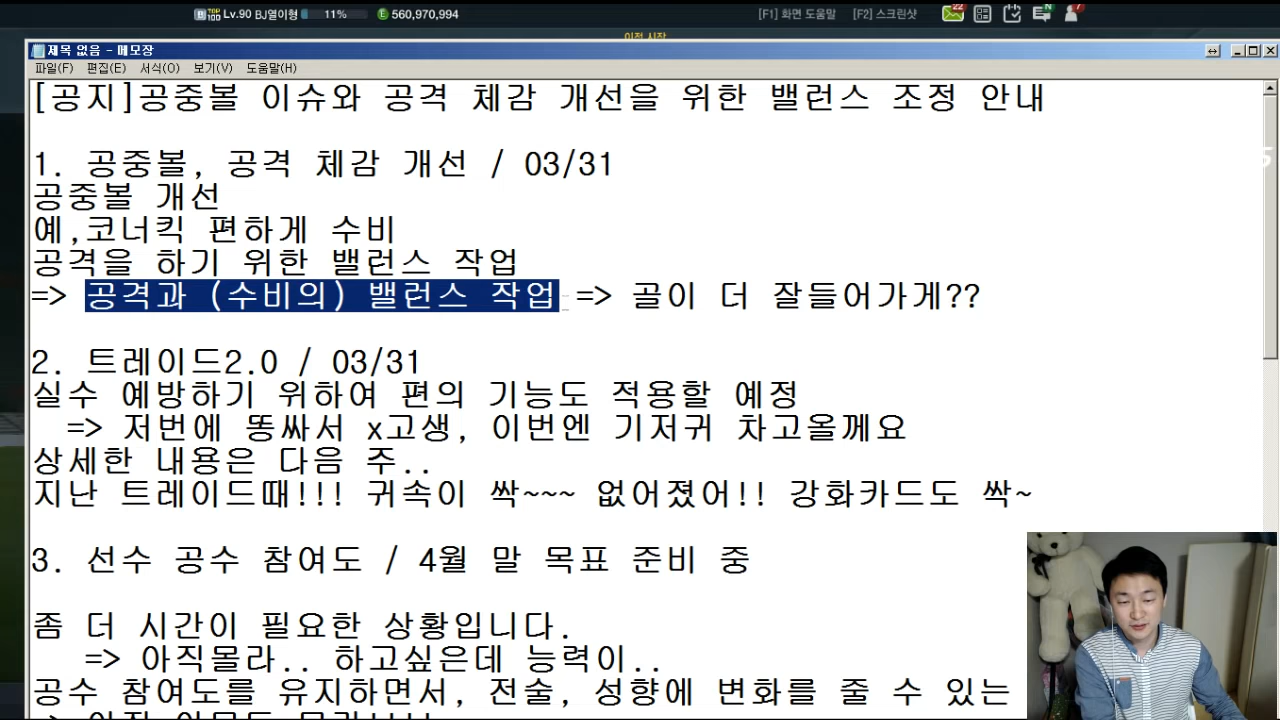 B TOP 100 Lv.90 BJ열이형 11% E 560,970,994 [F1] 화면 도움말 [F2] 스크린샷 22 N 7
이적 시장
제목 없음 - 메모장
파일(F) 편집(E) 서식(O) 보기(V) 도움말(H)
[공지]공중볼 이슈와 공격 체감 개선을 위한 밸런스 조정 안내
1. 공중볼, 공격 체감 개선 / 03/31
공중볼 개선
예,코너킥 편하게 수비
공격을 하기 위한 밸런스 작업
=> 공격과 (수비의) 밸런스 작업 => 골이 더 잘들어가게??
2. 트레이드2.0 / 03/31
실수 예방하기 위하여 편의 기능도 적용할 예정
=> 저번에 똥싸서 x고생, 이번엔 기저귀 차고올께요
상세한 내용은 다음 주..
지난 트레이드때!!! 귀속이 싹~~~ 없어졌어!! 강화카드도 싹~
3. 선수 공수 참여도 / 4월 말 목표 준비 중
좀 더 시간이 필요한 상황입니다.
=> 아직몰라.. 하고싶은데 능력이..
공수 참여도를 유지하면서, 전술, 성향에 변화를 줄 수 있는